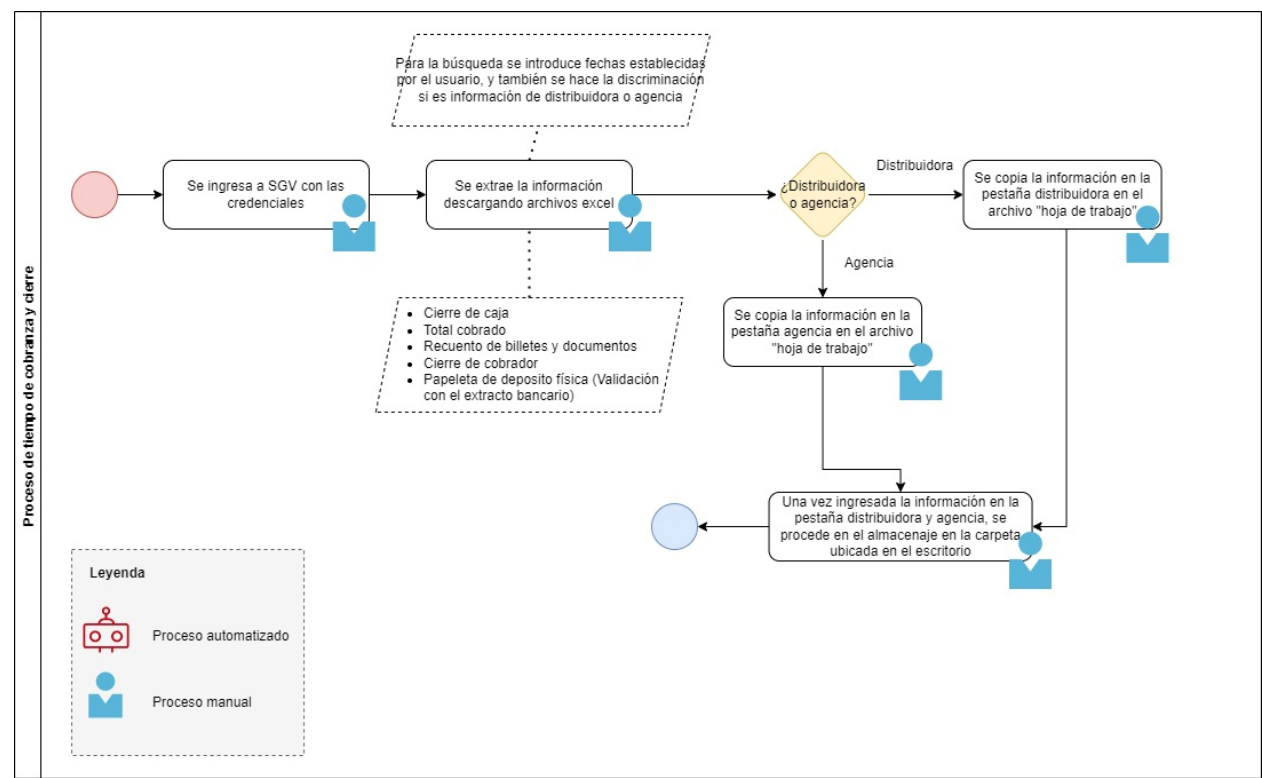 Proceso de tiempo de cobranza y cierre
Para la búsqueda se introduce fechas establecidas
por el usuario, y también se hace la discriminación
si es información de distribuidora o agencia
Se ingresa a SGV con las
credenciales
Se extrae la información
descargando archivos excel
¿Distribuidora
o agencia?
Distribuidora
Se copia la información en la
pestaña distribuidora en el
archivo "hoja de trabajo"
Agencia
Se copia la información en la
pestaña agencia en el archivo
"hoja de trabajo"
• Cierre de caja
• Total cobrado
• Recuento de billetes y documentos
• Cierre de cobrador
• Papeleta de deposito física (Validación
con el extracto bancario)
Una vez ingresada la información en la
pestaña distribuidora y agencia, se
procede en el almacenaje en la carpeta
ubicada en el escritorio
Leyenda
Proceso automatizado
Proceso manual